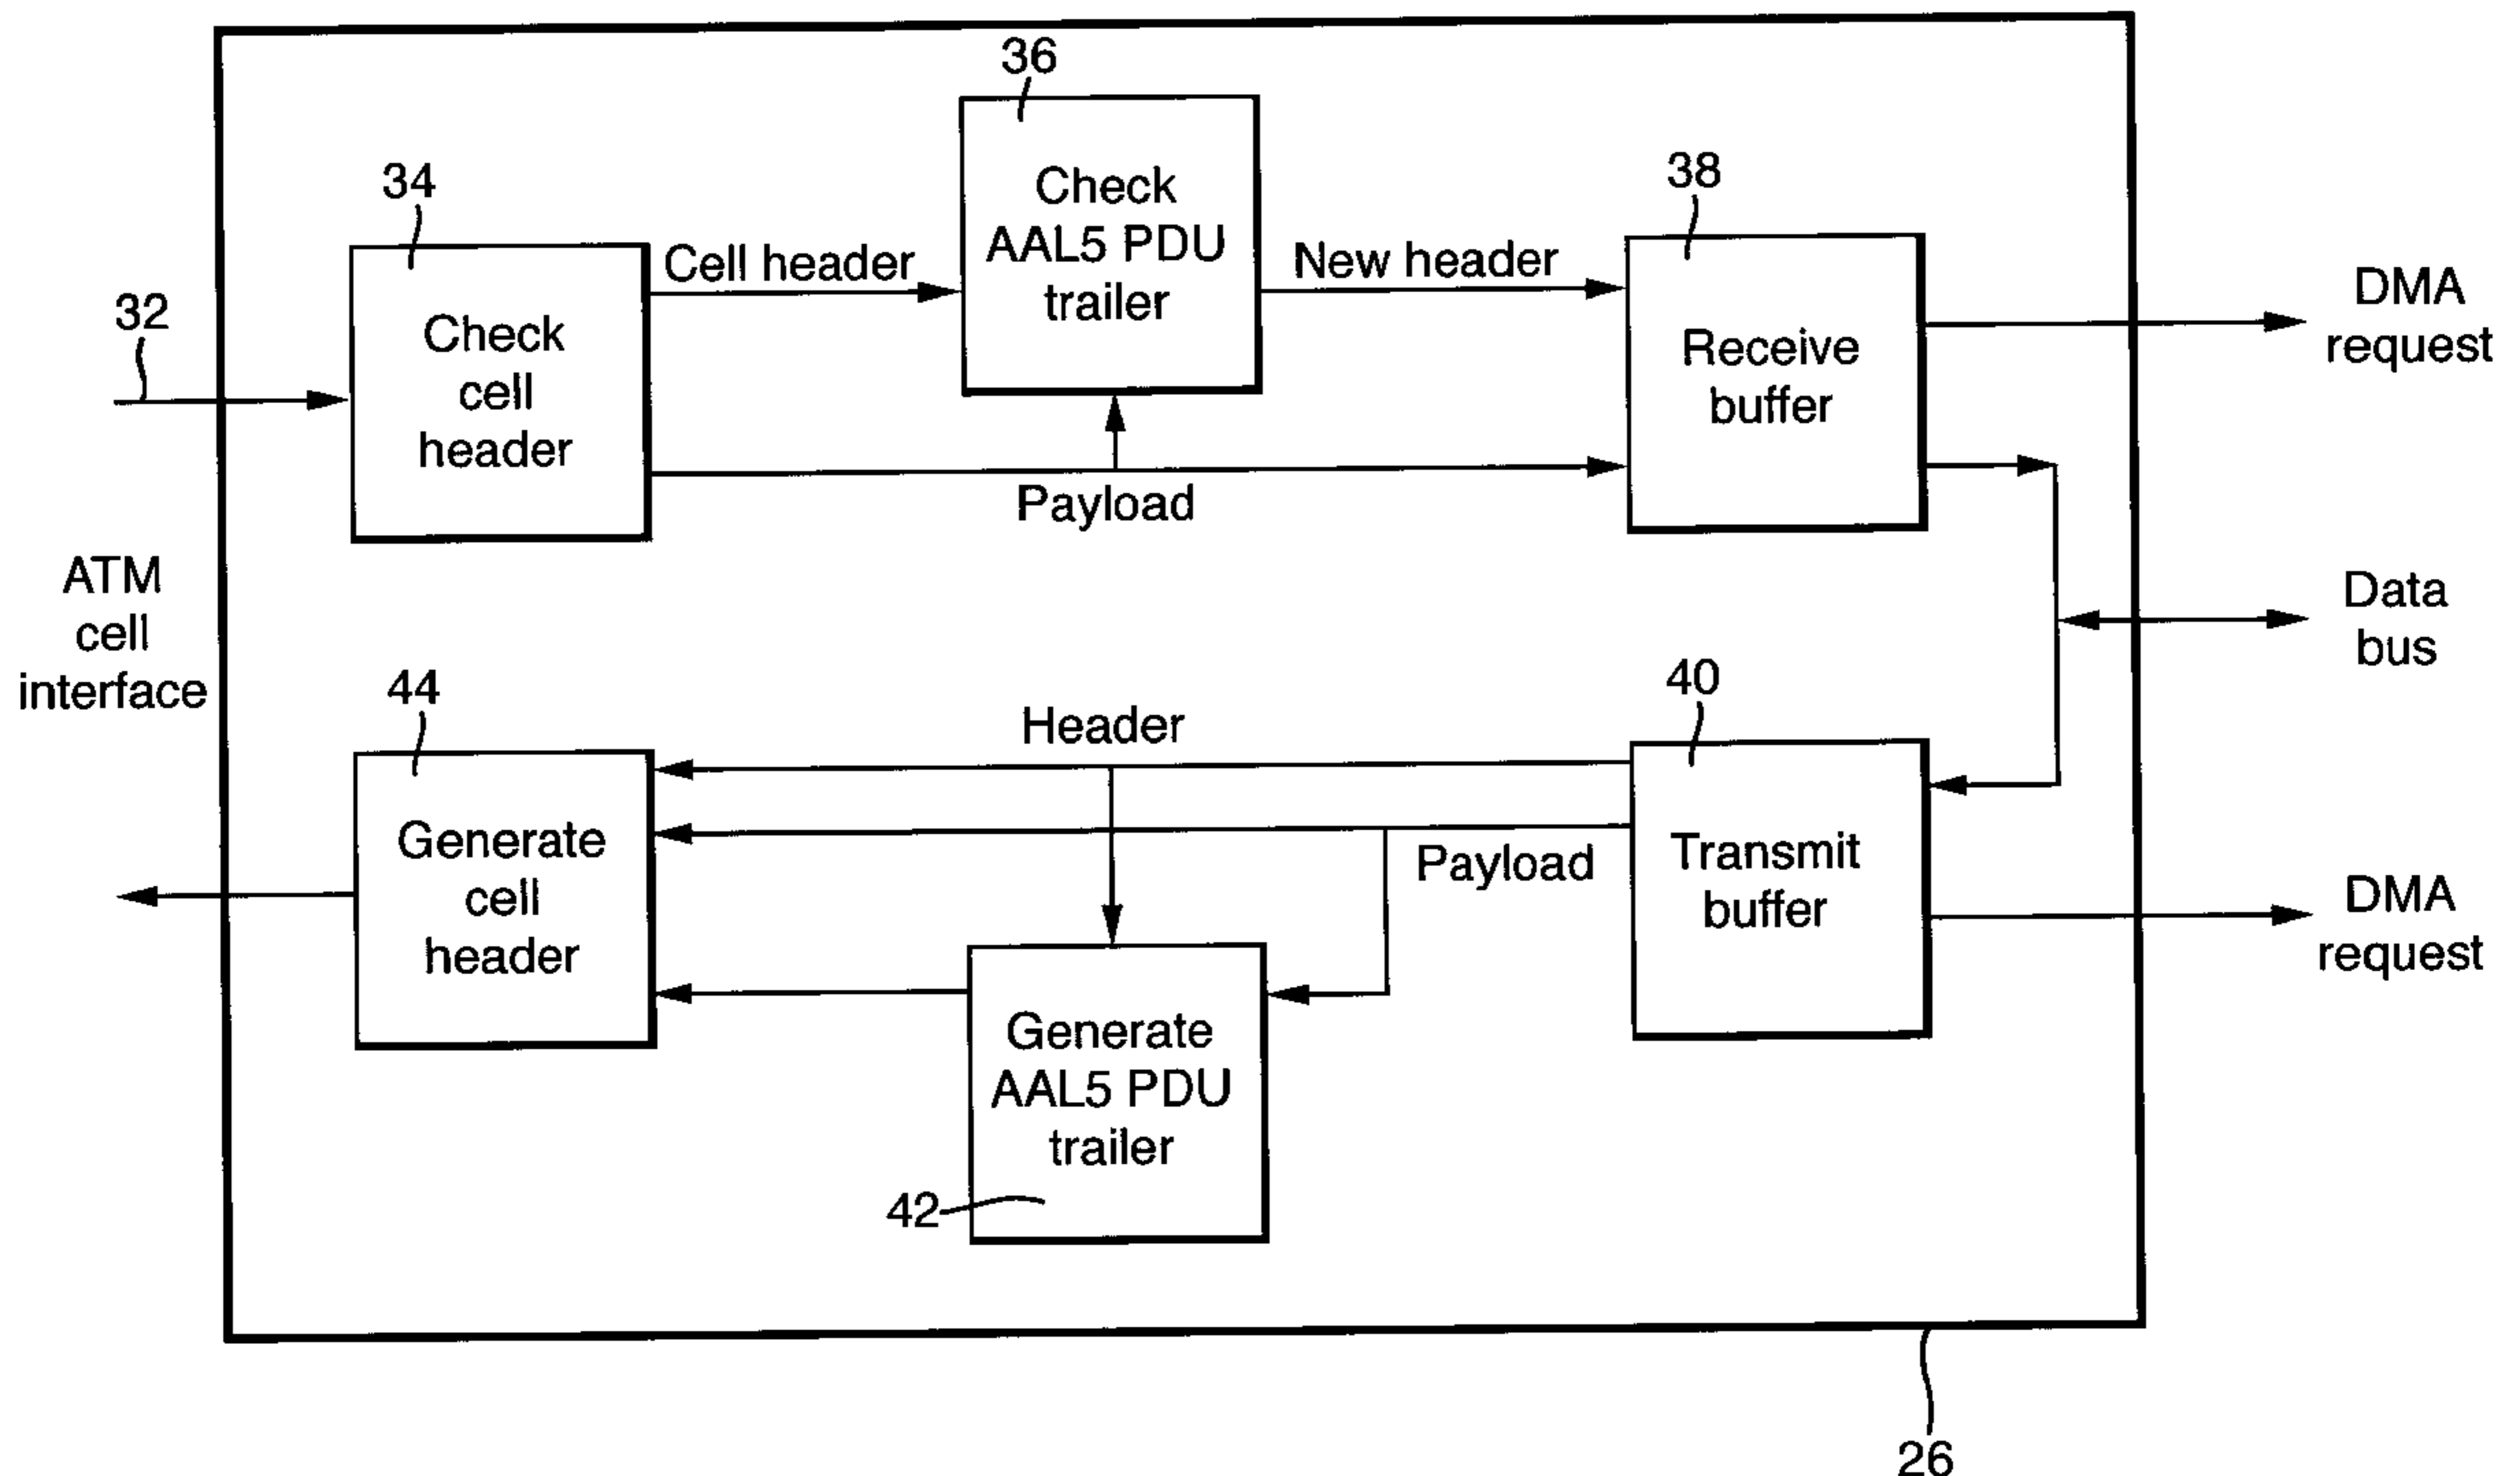 36
Check
AAL5 PDU
trailer
34
Check
cell
header
Cell header
New header
38
Receive
buffer
DMA
request
32
Payload
ATM
cell
interface
Data
bus
44
Generate
cell
header
Header
Payload
40
Transmit
buffer
DMA
request
Generate
AAL5 PDU
trailer
42
26